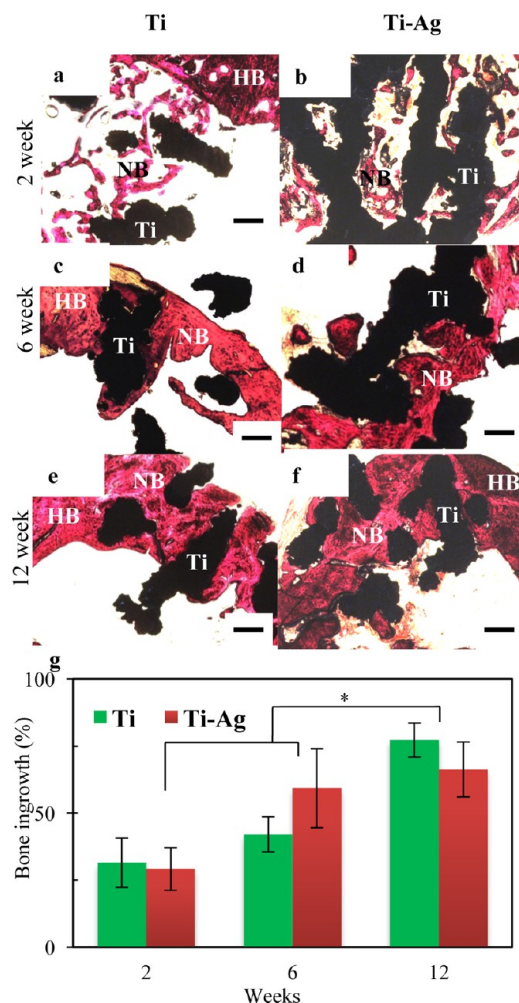 Ti Ti-Ag
a HB b
2 week
NB NB Ti
Ti
c d Ti
6 week
HB Ti NB NB
e NB f HB
12 week
HB Ti NB Ti
g
100
*
Ti Ti-Ag
Bone ingrowth (%)
50
0
2 6 12
Weeks